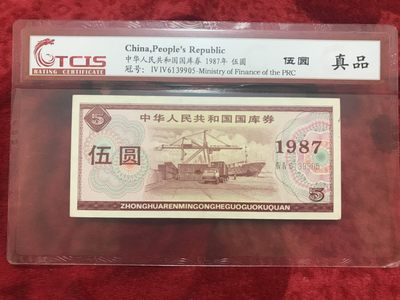 TCIS
RATING CERTIFICATE
China,People's Republic
中华人民共和国国库券 1987年 伍圆
冠号: IV IV6139905-Ministry of Finance of the PRC
伍圆 真品
5
中华人民共和国国库券
伍圆
1987
5
ZHONGHUARENMINGONGHEGUOGUOKUQUAN